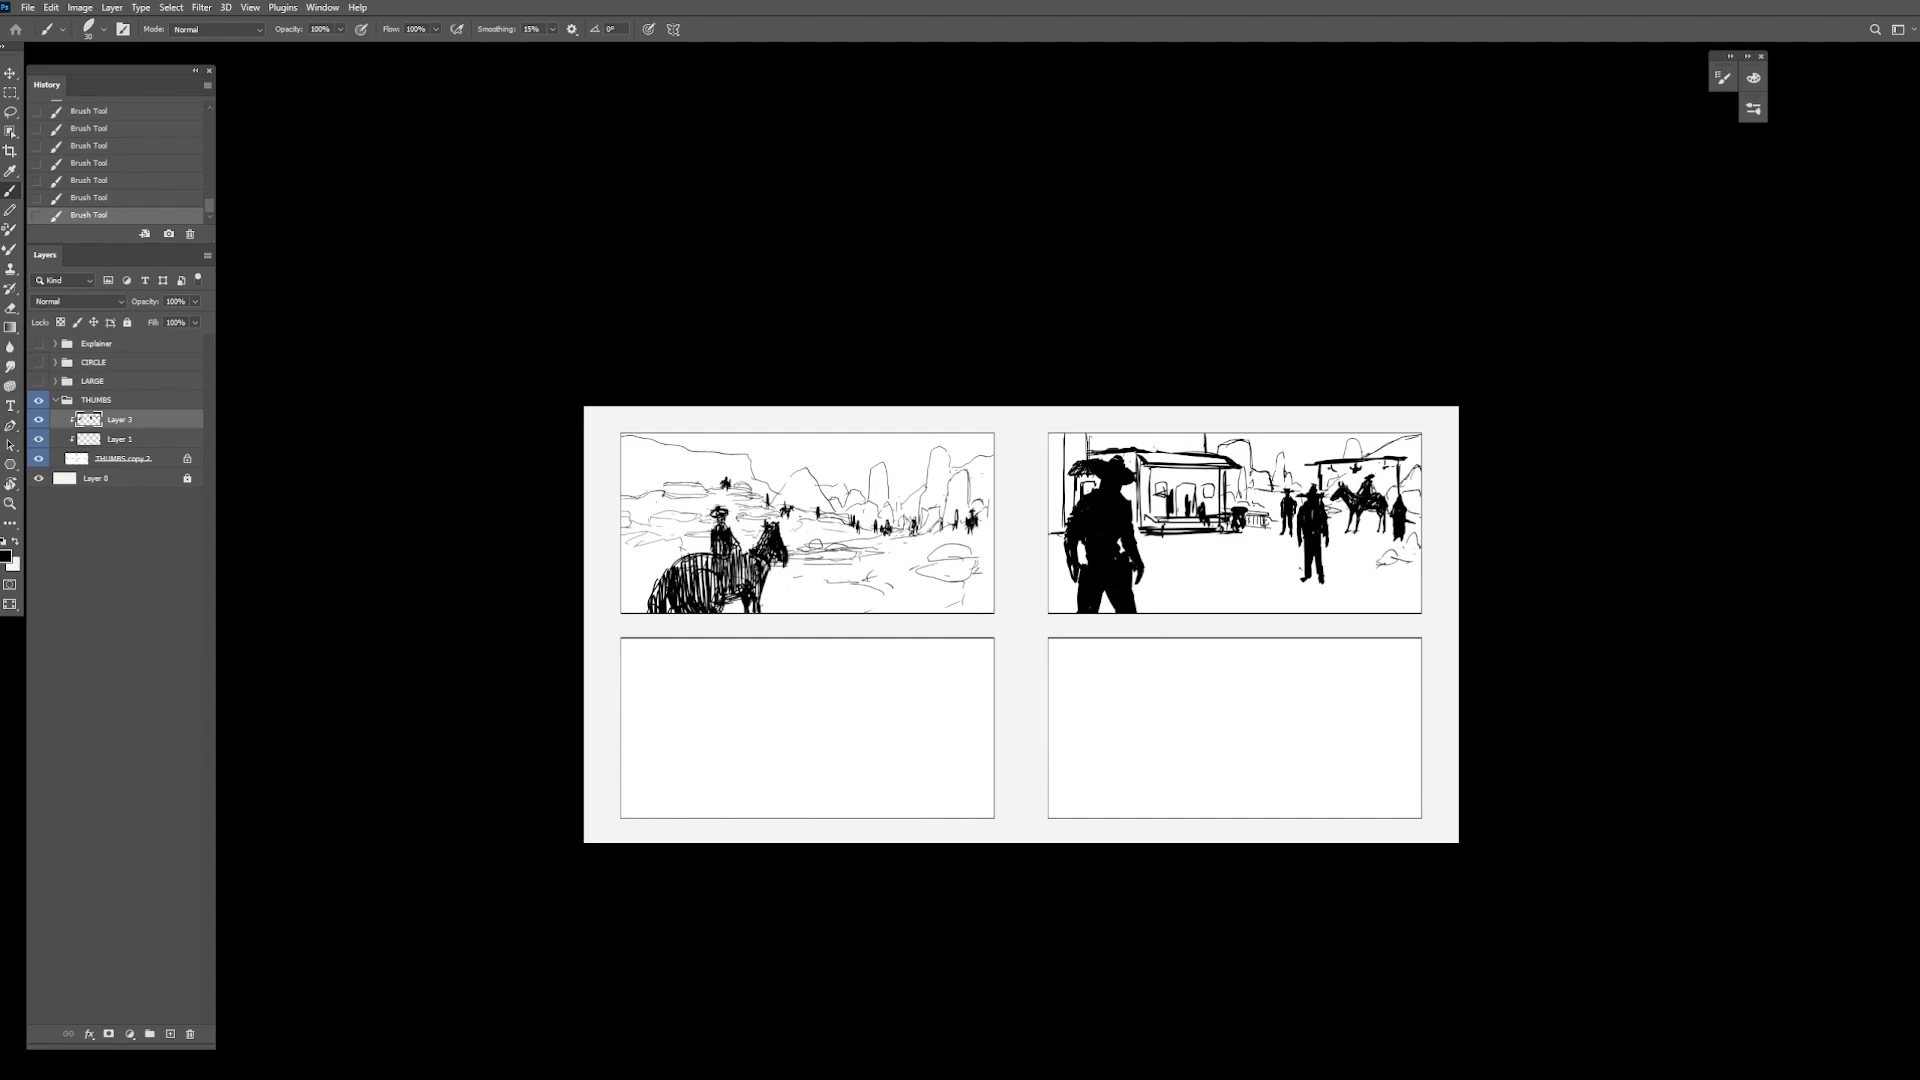 Ps File Edit Image Layer Type Select Filter 3D View Plugins Window Help
30 Mode: Normal Opacity: 100% Flow: 100% Smoothing: 15% 0°
History
Brush Tool
Brush Tool
Brush Tool
Brush Tool
Brush Tool
Brush Tool
Brush Tool
Layers
Kind
Normal Opacity: 100%
Lock: Fill: 100%
Explainer
CIRCLE
LARGE
THUMBS
Layer 3
Layer 1
THUMBS copy 2
Layer 0
fx